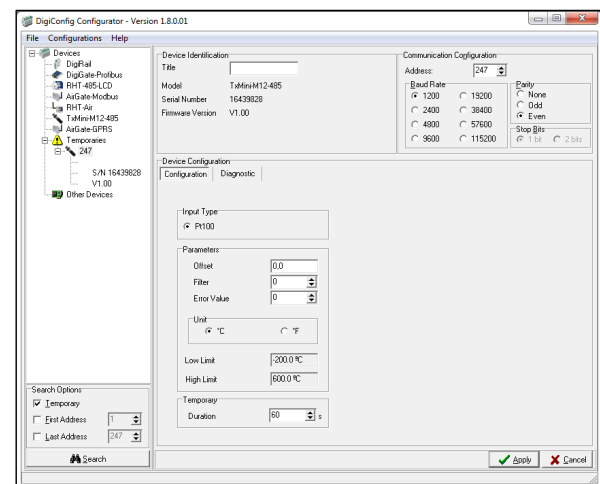 DigiConfig Configurator - Version 1.8.0.01
File Configurations Help
Devices
DigiRail
DigiGate-Profibus
RHT-485-LCD
AirGate-Modbus
RHT-Air
TxMini-M12-485
AirGate-GPRS
Temporaries
247
S/N 16439828
V1.00
Other Devices
Search Options
Temporary
First Address 1
Last Address 247
Search
Device Identification
Title
Model TxMini-M12-485
Serial Number 16439828
Firmware Version V1.00
Communication Configuration
Address: 247
Baud Rate
1200 19200
2400 38400
4800 57600
9600 115200
Parity
None
Odd
Even
Stop Bits
1 bit 2 bits
Device Configuration
Configuration Diagnostic
Input Type
Pt100
Parameters
Offset 0,0
Filter 0
Error Value 0
Unit
°C °F
Low Limit -200.0 ºC
High Limit 600.0 ºC
Temporary
Duration 60 s
Apply Cancel